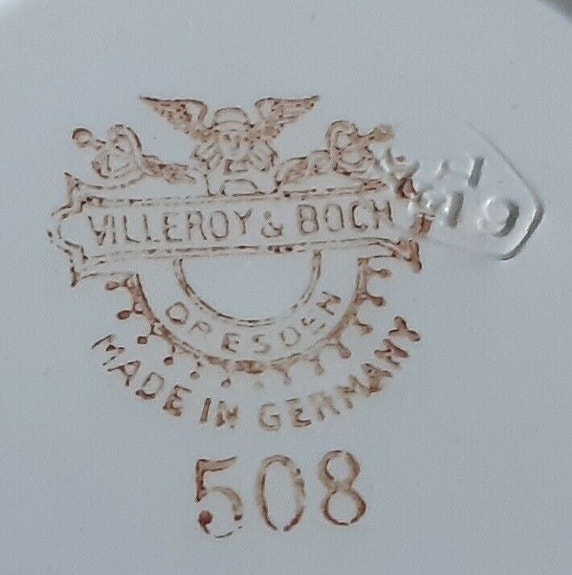 VILLEROY & BOCH
DRESDEN
MADE IN GERMANY
508